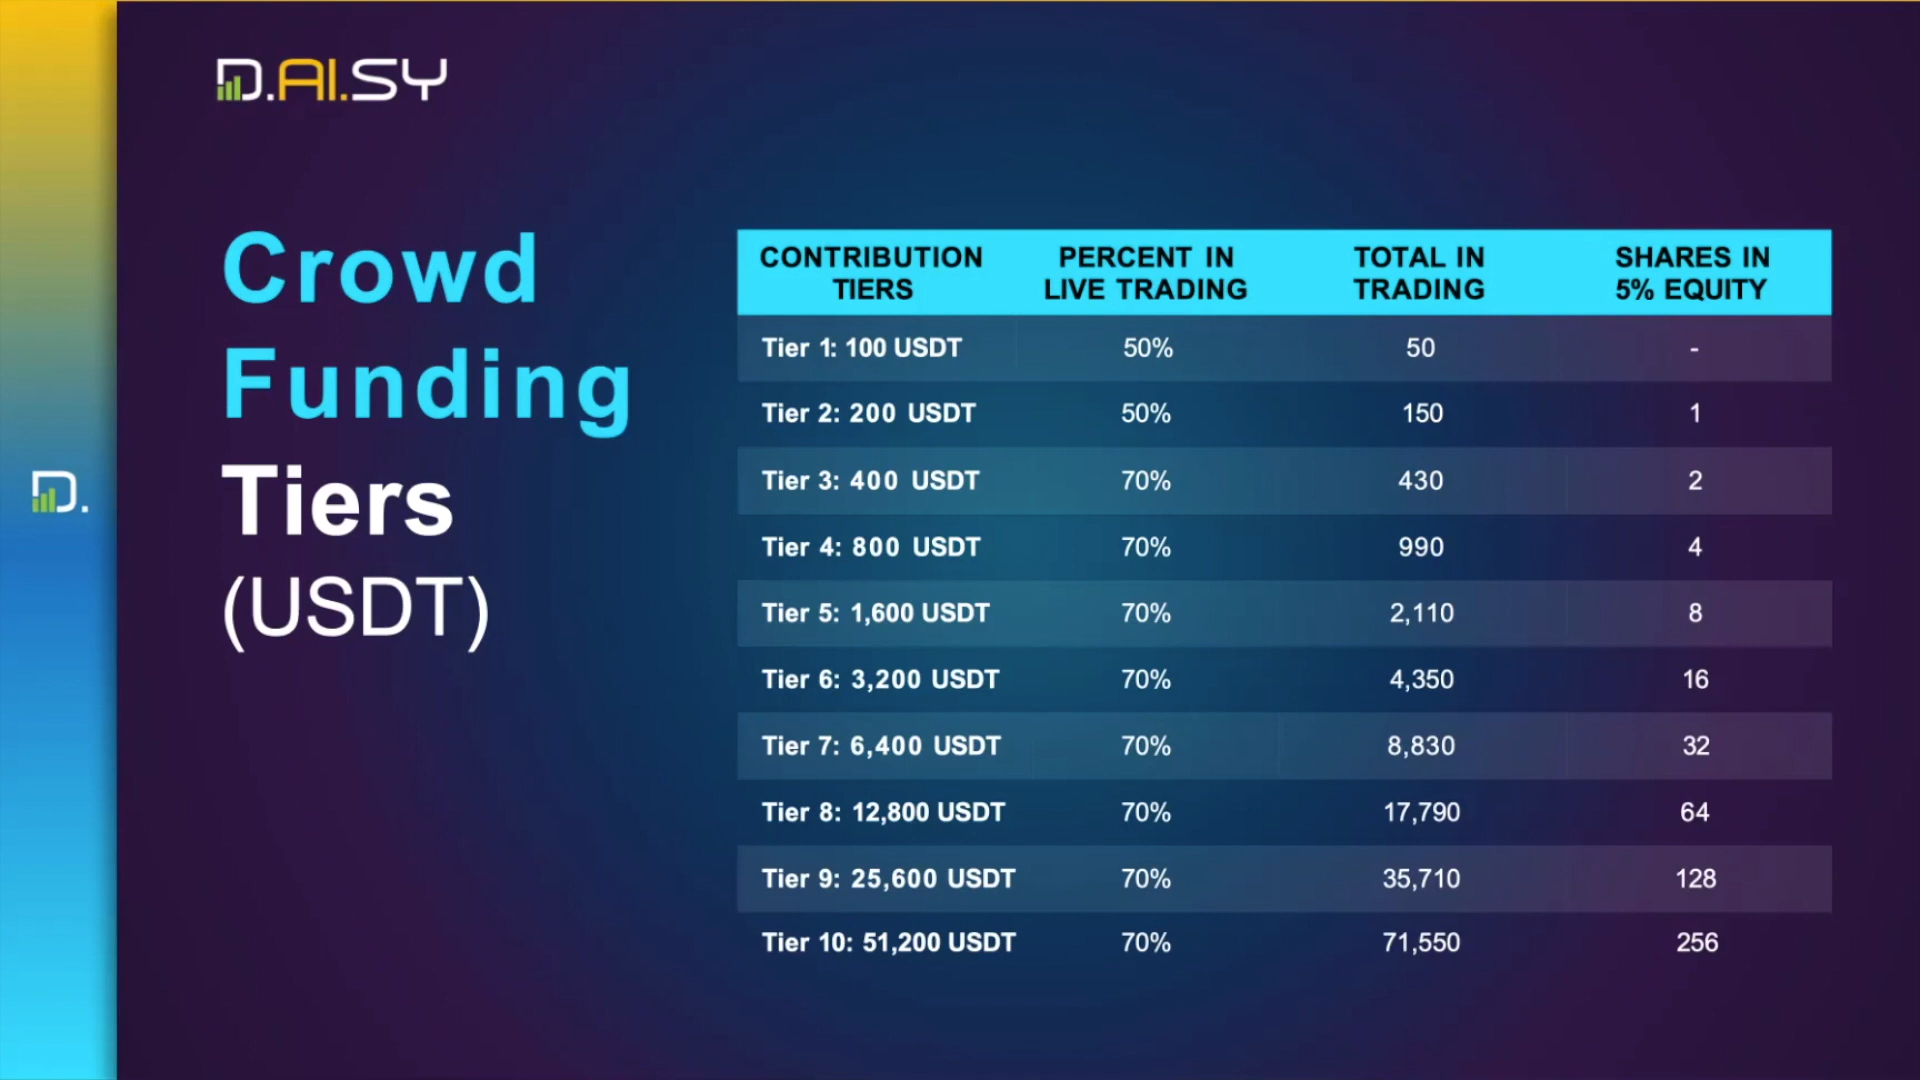 D.AI.SY
Crowd
Funding
Tiers
(USDT)
D.
CONTRIBUTION TIERS PERCENT IN LIVE TRADING TOTAL IN TRADING SHARES IN 5% EQUITY
Tier 1: 100 USDT 50% 50 -
Tier 2: 200 USDT 50% 150 1
Tier 3: 400 USDT 70% 430 2
Tier 4: 800 USDT 70% 990 4
Tier 5: 1,600 USDT 70% 2,110 8
Tier 6: 3,200 USDT 70% 4,350 16
Tier 7: 6,400 USDT 70% 8,830 32
Tier 8: 12,800 USDT 70% 17,790 64
Tier 9: 25,600 USDT 70% 35,710 128
Tier 10: 51,200 USDT 70% 71,550 256